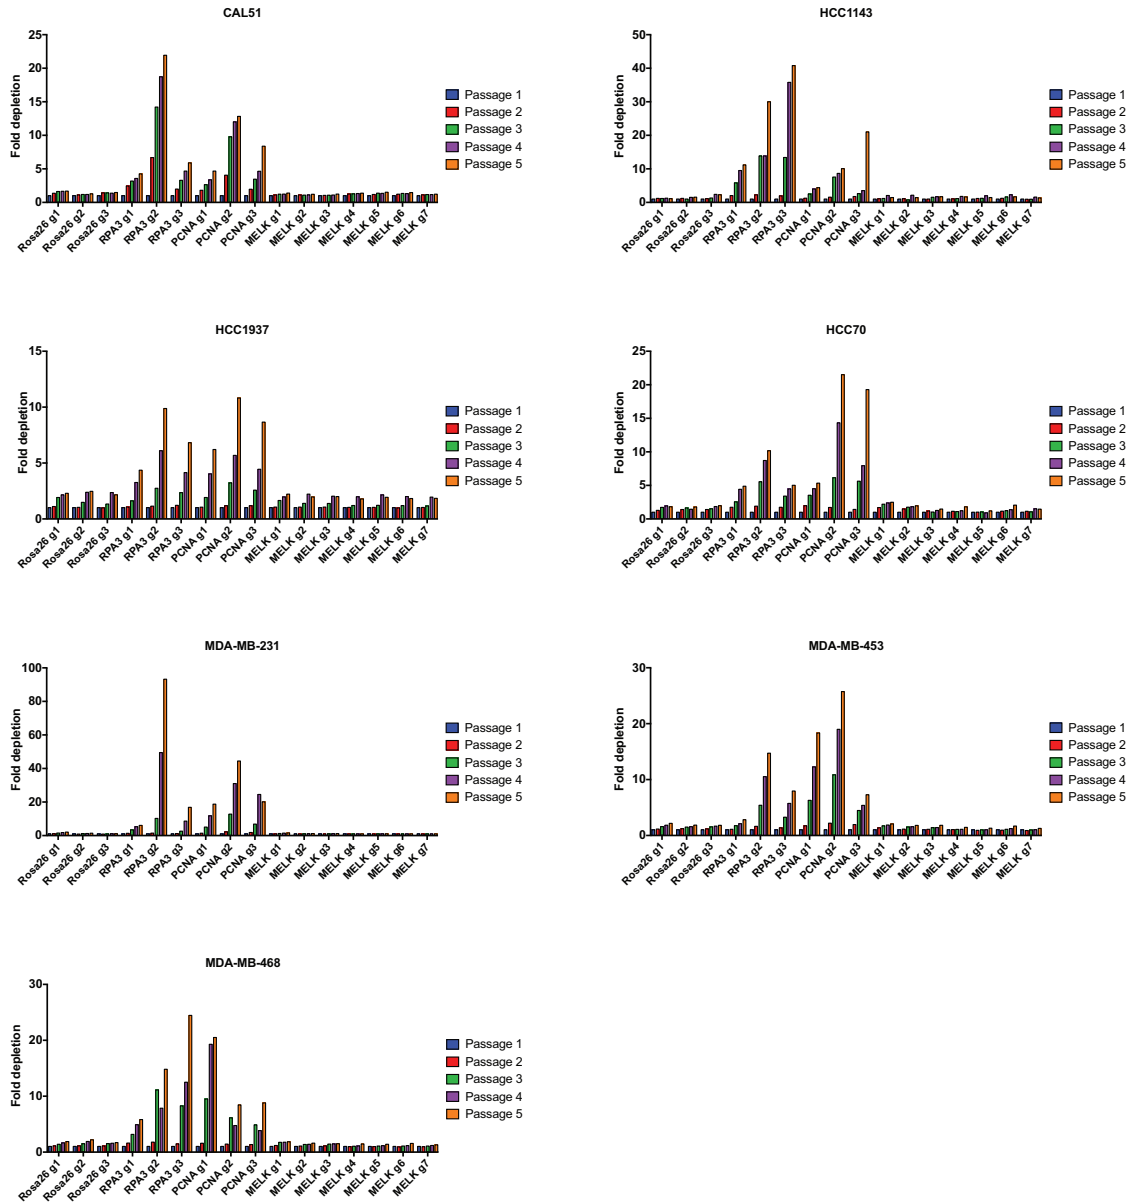 CAL51
Fold depletion
25
20
15
10
5
0
Rosa26 g1
Rosa26 g2
Rosa26 g3
RPA3 g1
RPA3 g2
RPA3 g3
PCNA g1
PCNA g2
PCNA g3
MELK g1
MELK g2
MELK g3
MELK g4
MELK g5
MELK g6
MELK g7
Passage 1
Passage 2
Passage 3
Passage 4
Passage 5
HCC1143
Fold depletion
50
40
30
20
10
0
Rosa26 g1
Rosa26 g2
Rosa26 g3
RPA3 g1
RPA3 g2
RPA3 g3
PCNA g1
PCNA g2
PCNA g3
MELK g1
MELK g2
MELK g3
MELK g4
MELK g5
MELK g6
MELK g7
Passage 1
Passage 2
Passage 3
Passage 4
Passage 5
HCC1937
Fold depletion
15
10
5
0
Rosa26 g1
Rosa26 g2
Rosa26 g3
RPA3 g1
RPA3 g2
RPA3 g3
PCNA g1
PCNA g2
PCNA g3
MELK g1
MELK g2
MELK g3
MELK g4
MELK g5
MELK g6
MELK g7
Passage 1
Passage 2
Passage 3
Passage 4
Passage 5
HCC70
Fold depletion
25
20
15
10
5
0
Rosa26 g1
Rosa26 g2
Rosa26 g3
RPA3 g1
RPA3 g2
RPA3 g3
PCNA g1
PCNA g2
PCNA g3
MELK g1
MELK g2
MELK g3
MELK g4
MELK g5
MELK g6
MELK g7
Passage 1
Passage 2
Passage 3
Passage 4
Passage 5
MDA-MB-231
Fold depletion
100
80
60
40
20
0
Rosa26 g1
Rosa26 g2
Rosa26 g3
RPA3 g1
RPA3 g2
RPA3 g3
PCNA g1
PCNA g2
PCNA g3
MELK g1
MELK g2
MELK g3
MELK g4
MELK g5
MELK g6
MELK g7
Passage 1
Passage 2
Passage 3
Passage 4
Passage 5
MDA-MB-453
Fold depletion
30
20
10
0
Rosa26 g1
Rosa26 g2
Rosa26 g3
RPA3 g1
RPA3 g2
RPA3 g3
PCNA g1
PCNA g2
PCNA g3
MELK g1
MELK g2
MELK g3
MELK g4
MELK g5
MELK g6
MELK g7
Passage 1
Passage 2
Passage 3
Passage 4
Passage 5
MDA-MB-468
Fold depletion
30
20
10
0
Rosa26 g1
Rosa26 g2
Rosa26 g3
RPA3 g1
RPA3 g2
RPA3 g3
PCNA g1
PCNA g2
PCNA g3
MELK g1
MELK g2
MELK g3
MELK g4
MELK g5
MELK g6
MELK g7
Passage 1
Passage 2
Passage 3
Passage 4
Passage 5